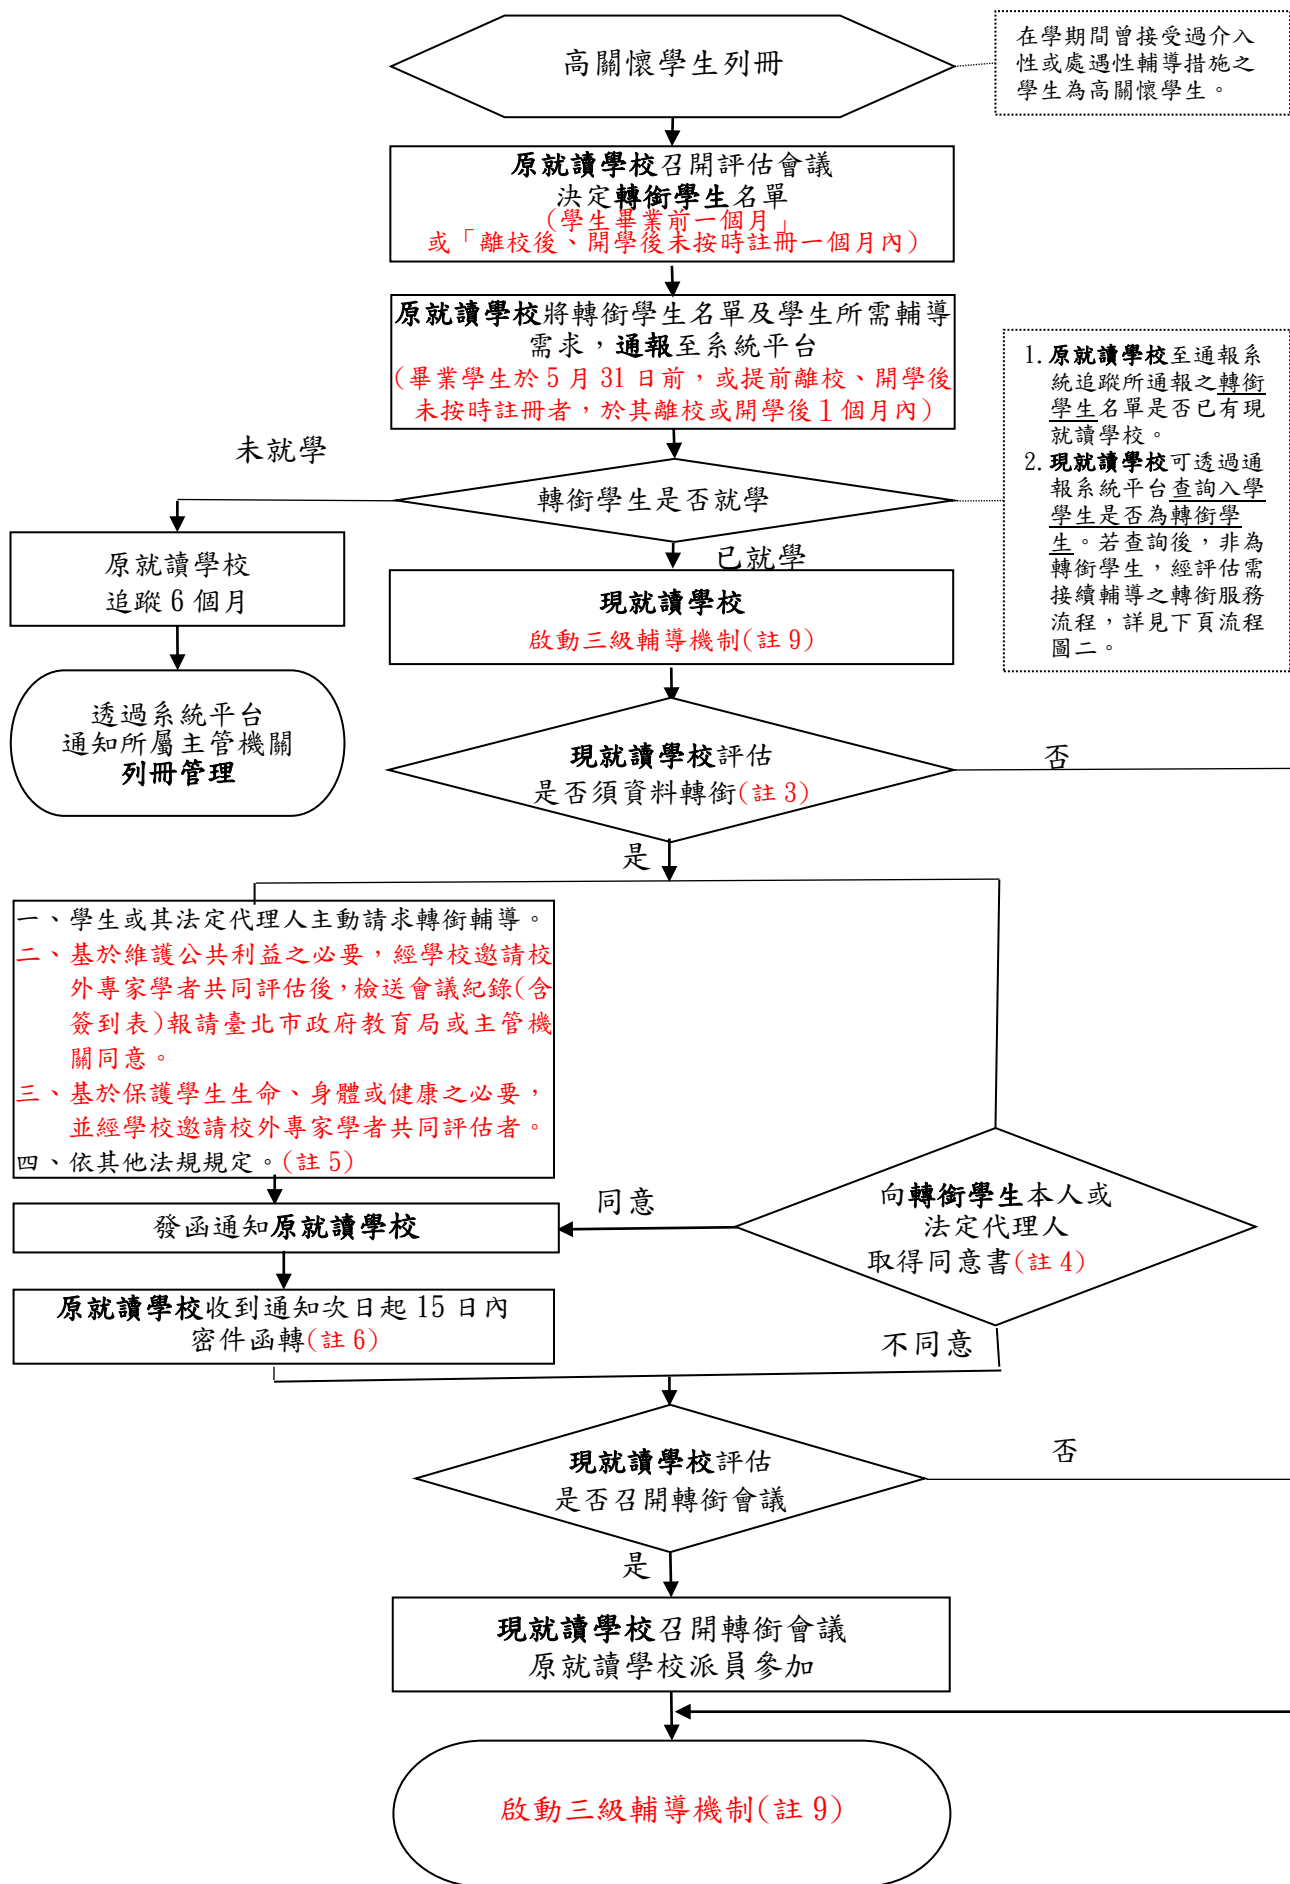 高關懷學生列冊
在學期間曾接受過介入
性或處遇性輔導措施之
學生為高關懷學生。
原就讀學校召開評估會議
決定轉銜學生名單
(學生畢業前一個月」
或「離校後、開學後未按時註冊一個月內)
原就讀學校將轉銜學生名單及學生所需輔導
需求，通報至系統平台
(畢業學生於 5 月 31 日前，或提前離校、開學後
未按時註冊者，於其離校或開學後 1 個月內)
1. 原就讀學校至通報系
統追蹤所通報之轉銜
學生名單是否已有現
就讀學校。
2. 現就讀學校可透過通
報系統平台查詢入學
學生是否為轉銜學
生。若查詢後，非為
轉銜學生，經評估需
接續輔導之轉銜服務
流程，詳見下頁流程
圖二。
未就學
轉銜學生是否就學
已就學
原就讀學校
追蹤 6 個月
現就讀學校
啟動三級輔導機制(註 9)
透過系統平台
通知所屬主管機關
列冊管理
現就讀學校評估
是否須資料轉銜(註 3)
否
是
一、學生或其法定代理人主動請求轉銜輔導。
二、基於維護公共利益之必要，經學校邀請校
外專家學者共同評估後，檢送會議紀錄(含
簽到表)報請臺北市政府教育局或主管機
關同意。
三、基於保護學生生命、身體或健康之必要，
並經學校邀請校外專家學者共同評估者。
四、依其他法規規定。(註 5)
同意
向轉銜學生本人或
法定代理人
取得同意書(註 4)
發函通知原就讀學校
原就讀學校收到通知次日起 15 日內
密件函轉(註 6)
不同意
現就讀學校評估
是否召開轉銜會議
否
是
現就讀學校召開轉銜會議
原就讀學校派員參加
啟動三級輔導機制(註 9)